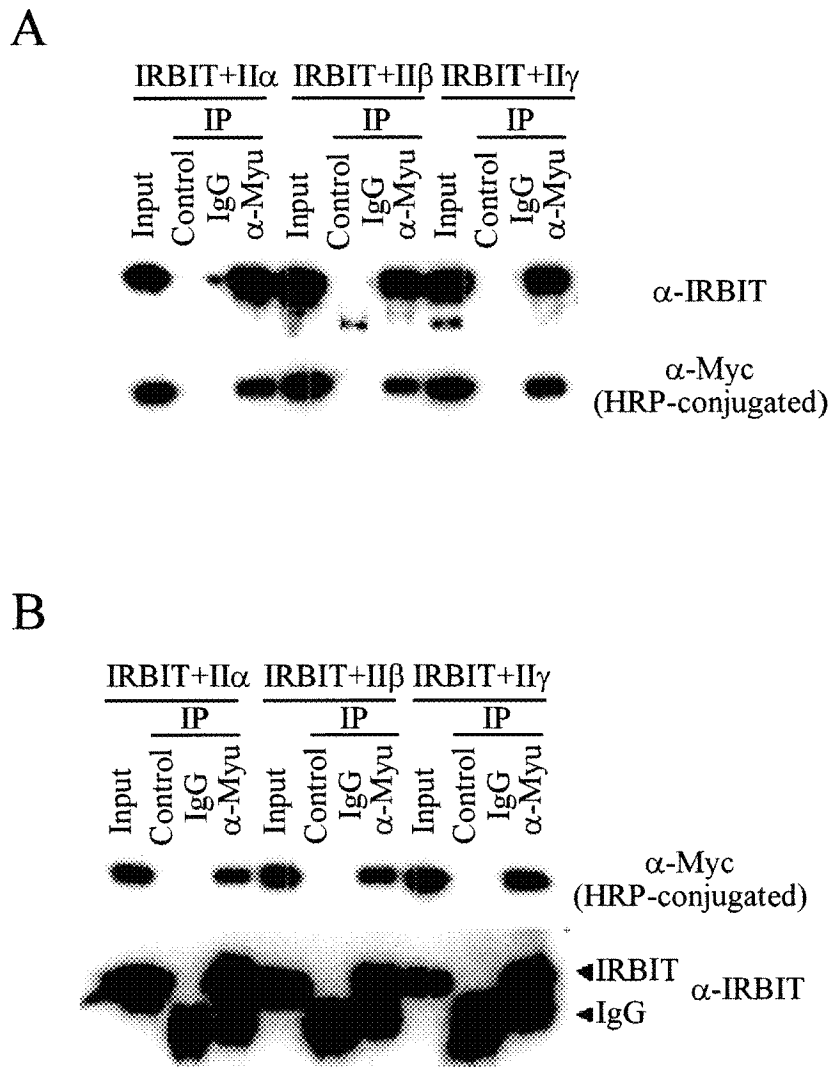 A
IRBIT+IIα IRBIT+IIβ IRBIT+IIγ
IP IP IP
Input Control IgG α-Myu Input Control IgG α-Myu Input Control IgG α-Myu
α-IRBIT
α-Myc
(HRP-conjugated)
B
IRBIT+IIα IRBIT+IIβ IRBIT+IIγ
IP IP IP
Input Control IgG α-Myu Input Control IgG α-Myu Input Control IgG α-Myu
α-Myc
(HRP-conjugated)
IRBIT
α-IRBIT
IgG